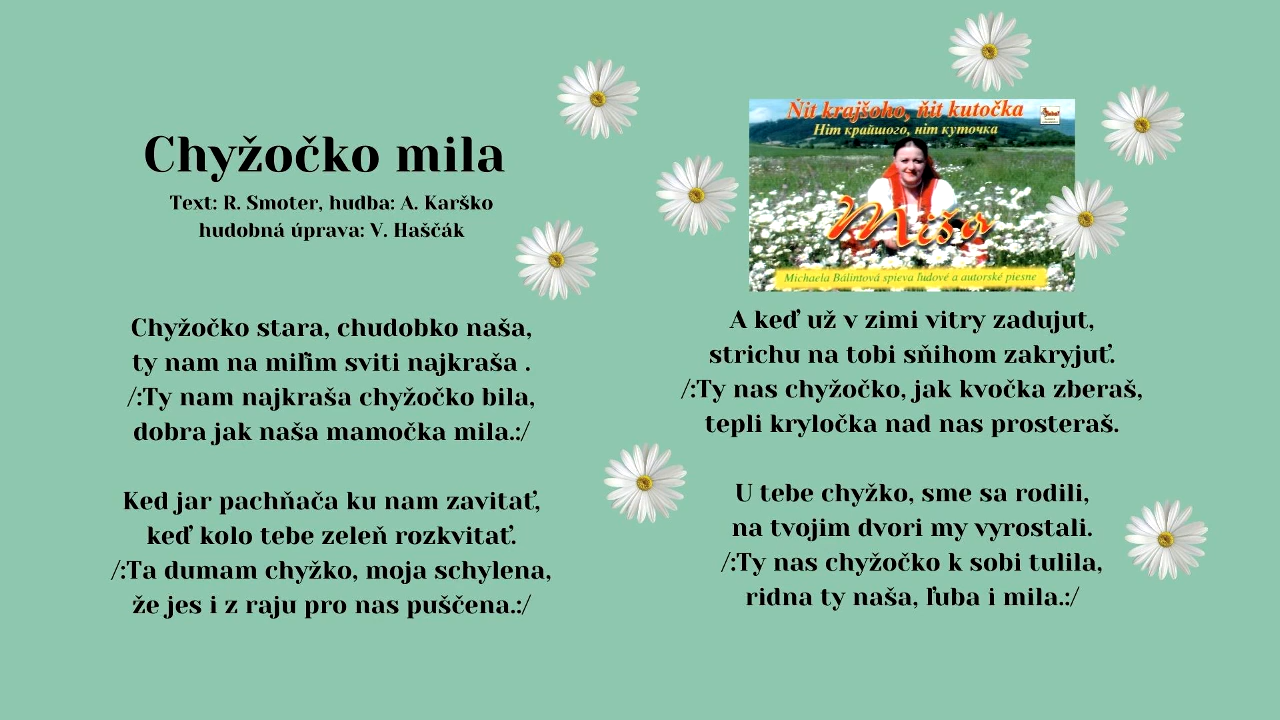 Chyžočko mila
Text: R. Smoter, hudba: A. Karško
hudobná úprava: V. Haščák
Chyžočko stara, chudobko naša,
ty nam na miľim sviti najkraša .
/:Ty nam najkraša chyžočko bila,
dobra jak naša mamočka mila.:/
Ked jar pachňača ku nam zavitať,
keď kolo tebe zeleň rozkvitať.
/:Ta dumam chyžko, moja schylena,
že jes i z raju pro nas puščena.:/
Ňit krajšoho, ňit kutočka
Нїт крайшого, нїт куточка
Miša
Michaela Bálintová spieva ľudové a autorské piesne
A keď už v zimi vitry zadujut,
strichu na tobi sňihom zakryjuť.
/:Ty nas chyžočko, jak kvočka zberaš,
tepli kryločka nad nas prosteraš.
U tebe chyžko, sme sa rodili,
na tvojim dvori my vyrostali.
/:Ty nas chyžočko k sobi tulila,
ridna ty naša, ľuba i mila.:/